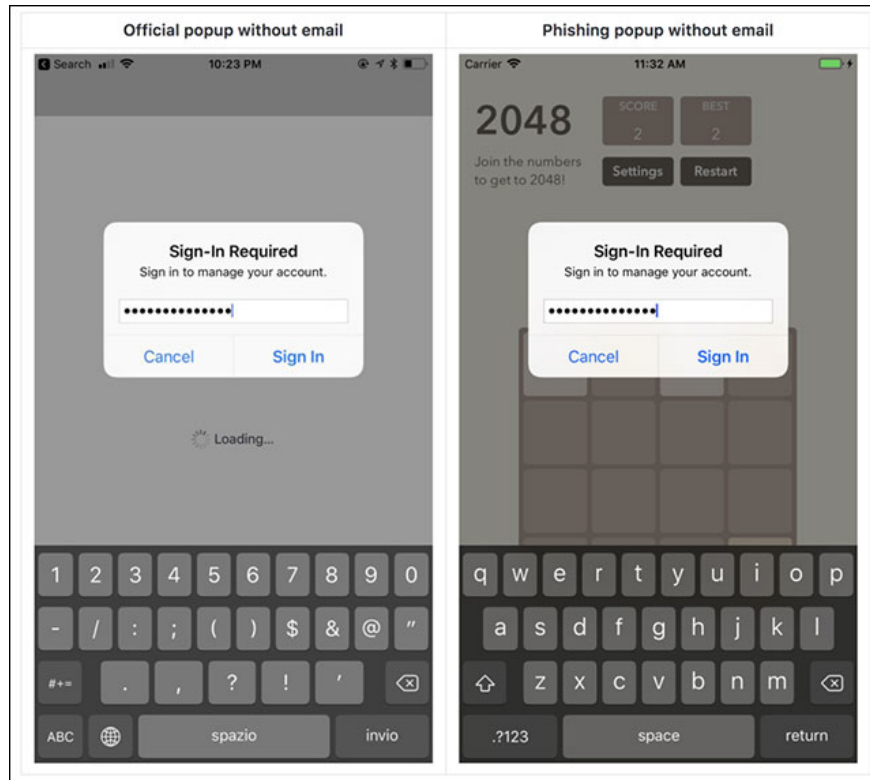 Official popup without email
Phishing popup without email
Search 10:23 PM
Sign-In Required
Sign in to manage your account.
Cancel Sign In
Loading...
1 2 3 4 5 6 7 8 9 0
- / : ; ( ) $ & @ "
#+= . , ? ! '
ABC spazio invio
Carrier 11:32 AM
2048
SCORE BEST
2 2
Join the numbers
to get to 2048!
Settings Restart
Sign-In Required
Sign in to manage your account.
Cancel Sign In
q w e r t y u i o p
a s d f g h j k l
z x c v b n m
.?123 space return